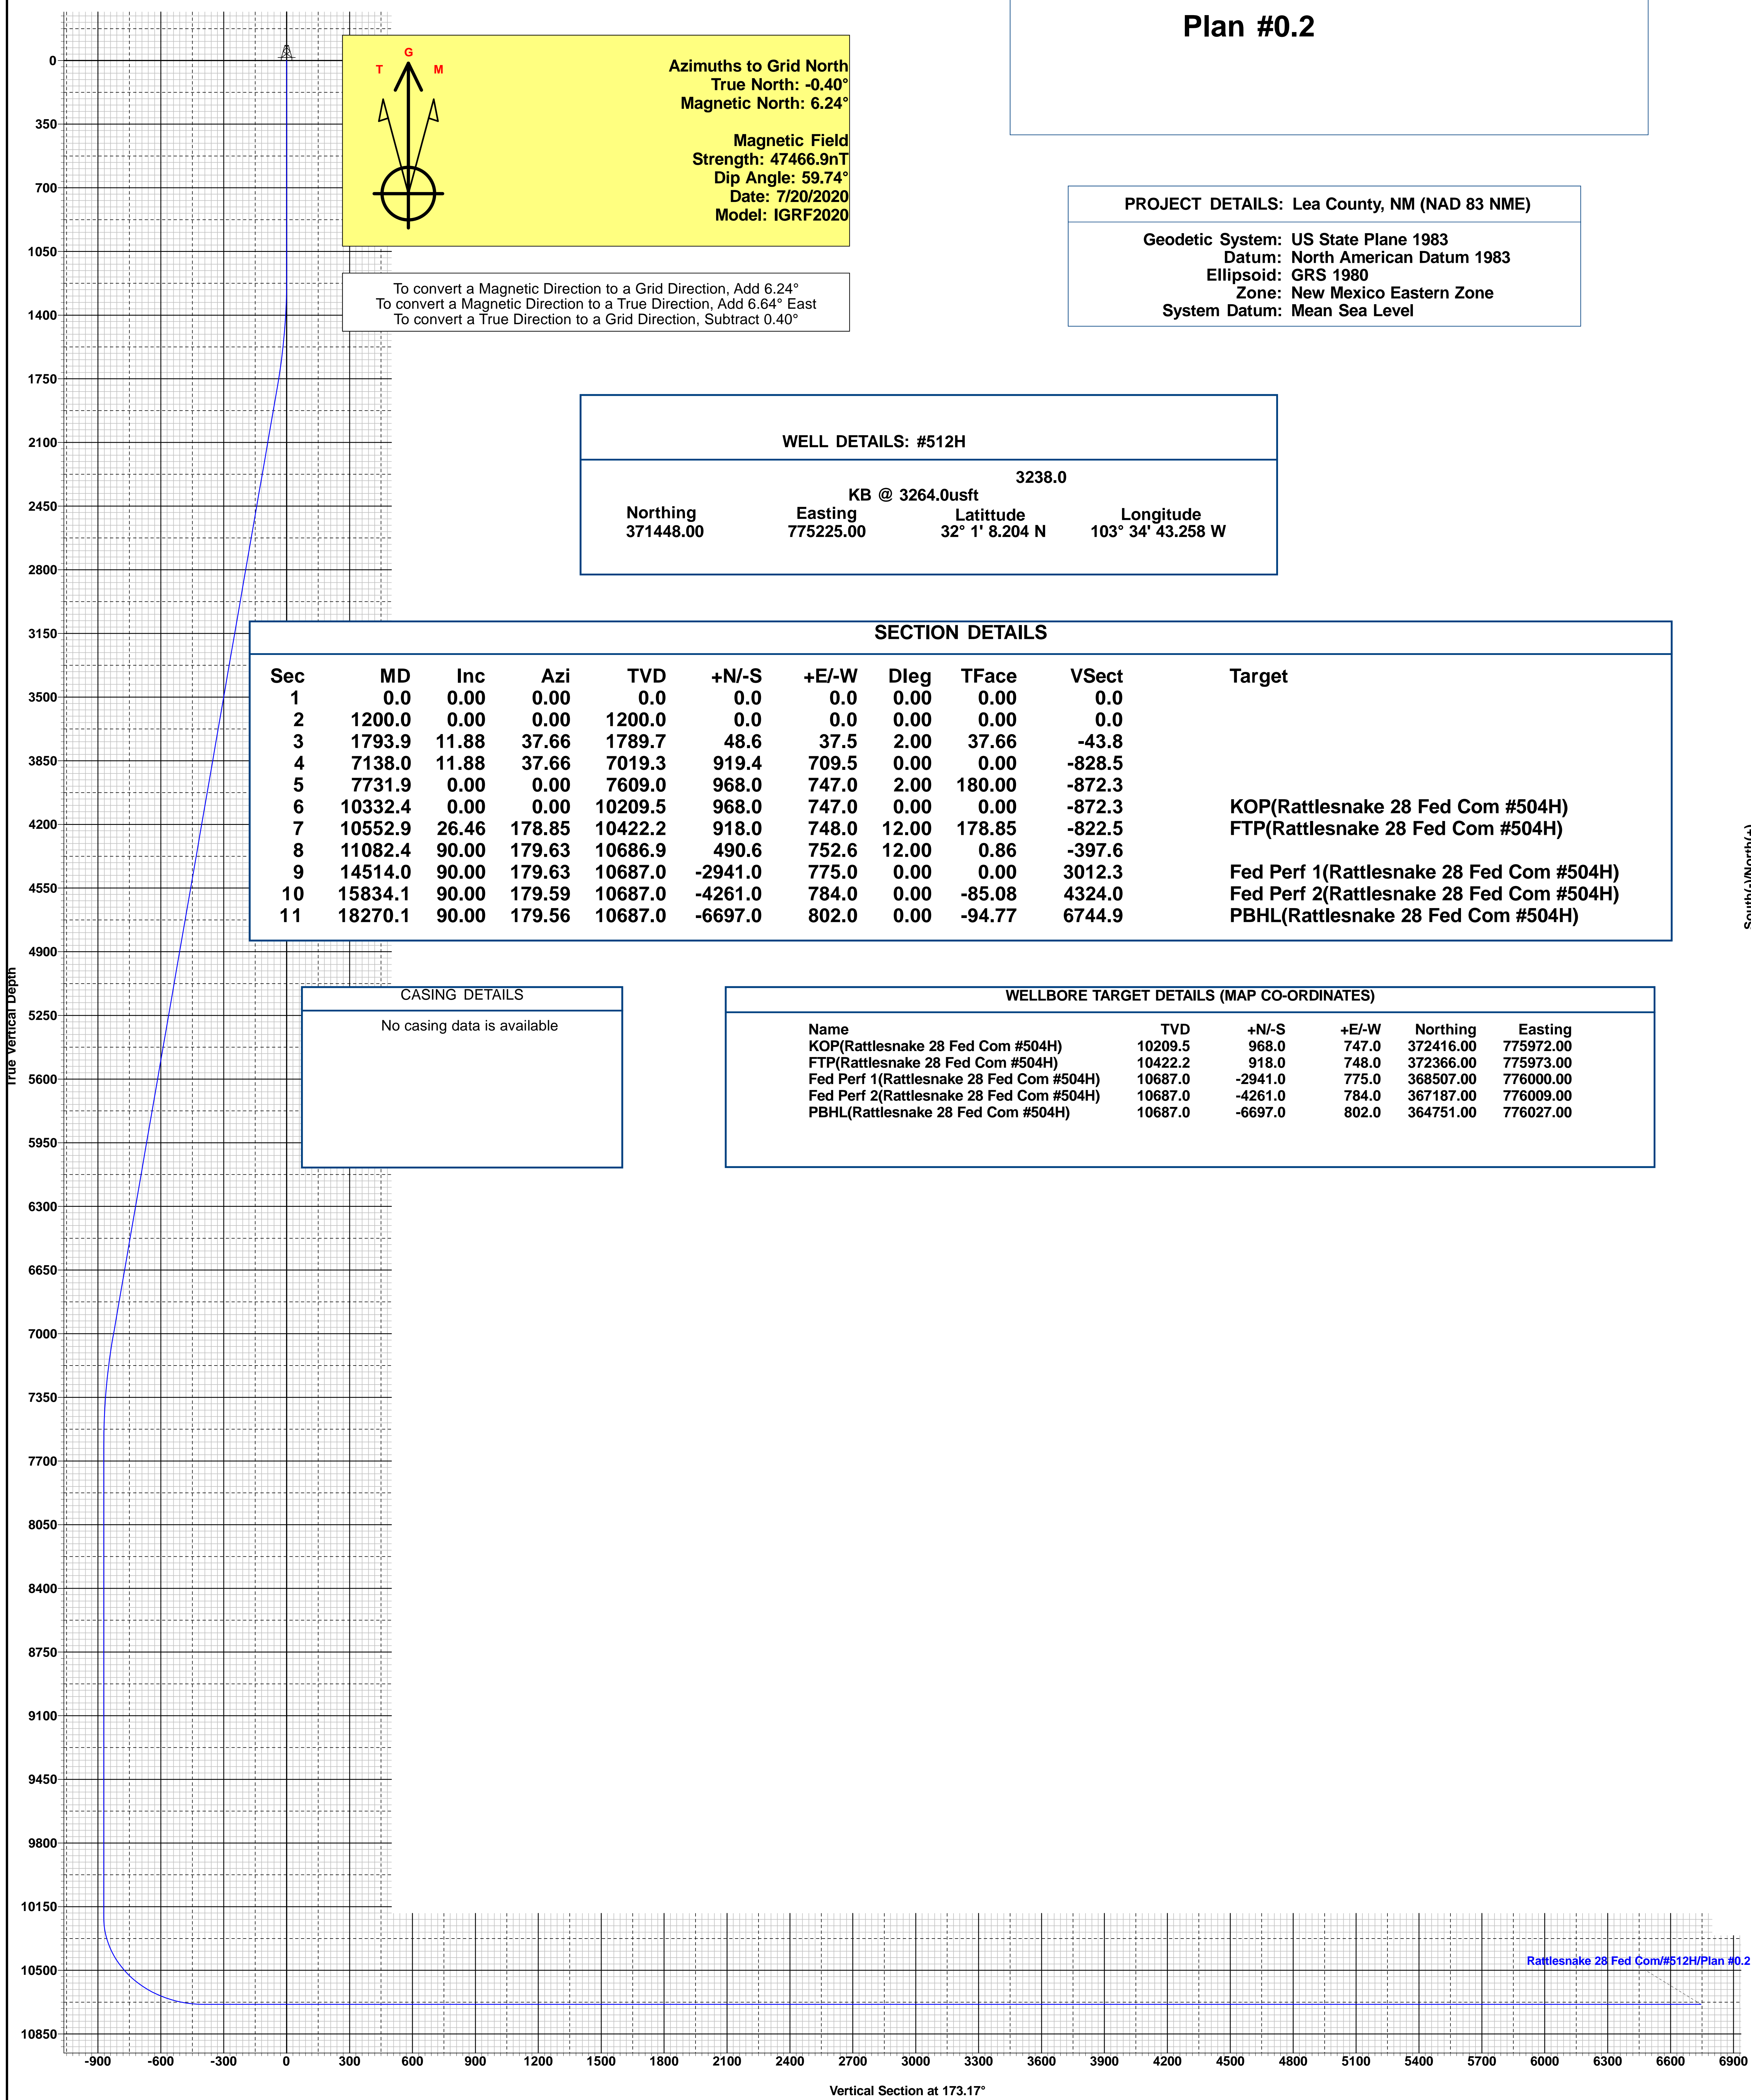 Plan #0.2
G
T M
Azimuths to Grid North
True North: -0.40°
Magnetic North: 6.24°
Magnetic Field
Strength: 47466.9nT
Dip Angle: 59.74°
Date: 7/20/2020
Model: IGRF2020
To convert a Magnetic Direction to a Grid Direction, Add 6.24°
To convert a Magnetic Direction to a True Direction, Add 6.64° East
To convert a True Direction to a Grid Direction, Subtract 0.40°
PROJECT DETAILS: Lea County, NM (NAD 83 NME)
Geodetic System: US State Plane 1983
Datum: North American Datum 1983
Ellipsoid: GRS 1980
Zone: New Mexico Eastern Zone
System Datum: Mean Sea Level
WELL DETAILS: #512H
3238.0
KB @ 3264.0usft
Northing Easting Latittude Longitude
371448.00 775225.00 32° 1' 8.204 N 103° 34' 43.258 W
SECTION DETAILS
Sec MD Inc Azi TVD +N/-S +E/-W Dleg TFace VSect Target
1 0.0 0.00 0.00 0.0 0.0 0.0 0.00 0.00 0.0
2 1200.0 0.00 0.00 1200.0 0.0 0.0 0.00 0.00 0.0
3 1793.9 11.88 37.66 1789.7 48.6 37.5 2.00 37.66 -43.8
4 7138.0 11.88 37.66 7019.3 919.4 709.5 0.00 0.00 -828.5
5 7731.9 0.00 0.00 7609.0 968.0 747.0 2.00 180.00 -872.3
6 10332.4 0.00 0.00 10209.5 968.0 747.0 0.00 0.00 -872.3 KOP(Rattlesnake 28 Fed Com #504H)
7 10552.9 26.46 178.85 10422.2 918.0 748.0 12.00 178.85 -822.5 FTP(Rattlesnake 28 Fed Com #504H)
8 11082.4 90.00 179.63 10686.9 490.6 752.6 12.00 0.86 -397.6
9 14514.0 90.00 179.63 10687.0 -2941.0 775.0 0.00 0.00 3012.3 Fed Perf 1(Rattlesnake 28 Fed Com #504H)
10 15834.1 90.00 179.59 10687.0 -4261.0 784.0 0.00 -85.08 4324.0 Fed Perf 2(Rattlesnake 28 Fed Com #504H)
11 18270.1 90.00 179.56 10687.0 -6697.0 802.0 0.00 -94.77 6744.9 PBHL(Rattlesnake 28 Fed Com #504H)
South(-)/North(+)
CASING DETAILS
No casing data is available
WELLBORE TARGET DETAILS (MAP CO-ORDINATES)
Name TVD +N/-S +E/-W Northing Easting
KOP(Rattlesnake 28 Fed Com #504H) 10209.5 968.0 747.0 372416.00 775972.00
FTP(Rattlesnake 28 Fed Com #504H) 10422.2 918.0 748.0 372366.00 775973.00
Fed Perf 1(Rattlesnake 28 Fed Com #504H) 10687.0 -2941.0 775.0 368507.00 776000.00
Fed Perf 2(Rattlesnake 28 Fed Com #504H) 10687.0 -4261.0 784.0 367187.00 776009.00
PBHL(Rattlesnake 28 Fed Com #504H) 10687.0 -6697.0 802.0 364751.00 776027.00
True Vertical Depth
0
350
700
1050
1400
1750
2100
2450
2800
3150
3500
3850
4200
4550
4900
5250
5600
5950
6300
6650
7000
7350
7700
8050
8400
8750
9100
9450
9800
10150
10500
10850
Rattlesnake 28 Fed Com/#512H/Plan #0.2
-900 -600 -300 0 300 600 900 1200 1500 1800 2100 2400 2700 3000 3300 3600 3900 4200 4500 4800 5100 5400 5700 6000 6300 6600 6900
Vertical Section at 173.17°